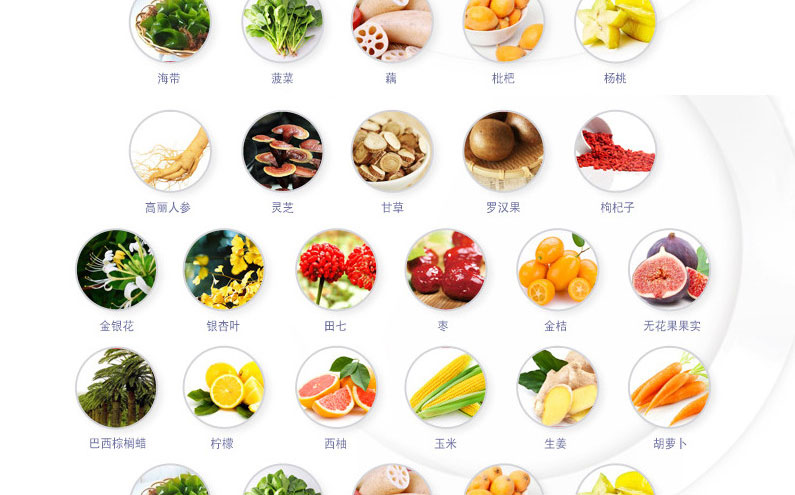 海带 菠菜 藕 枇杷 杨桃
高丽人参 灵芝 甘草 罗汉果 枸杞子
金银花 银杏叶 田七 枣 金桔 无花果果实
巴西棕榈蜡 柠檬 西柚 玉米 生姜 胡萝卜